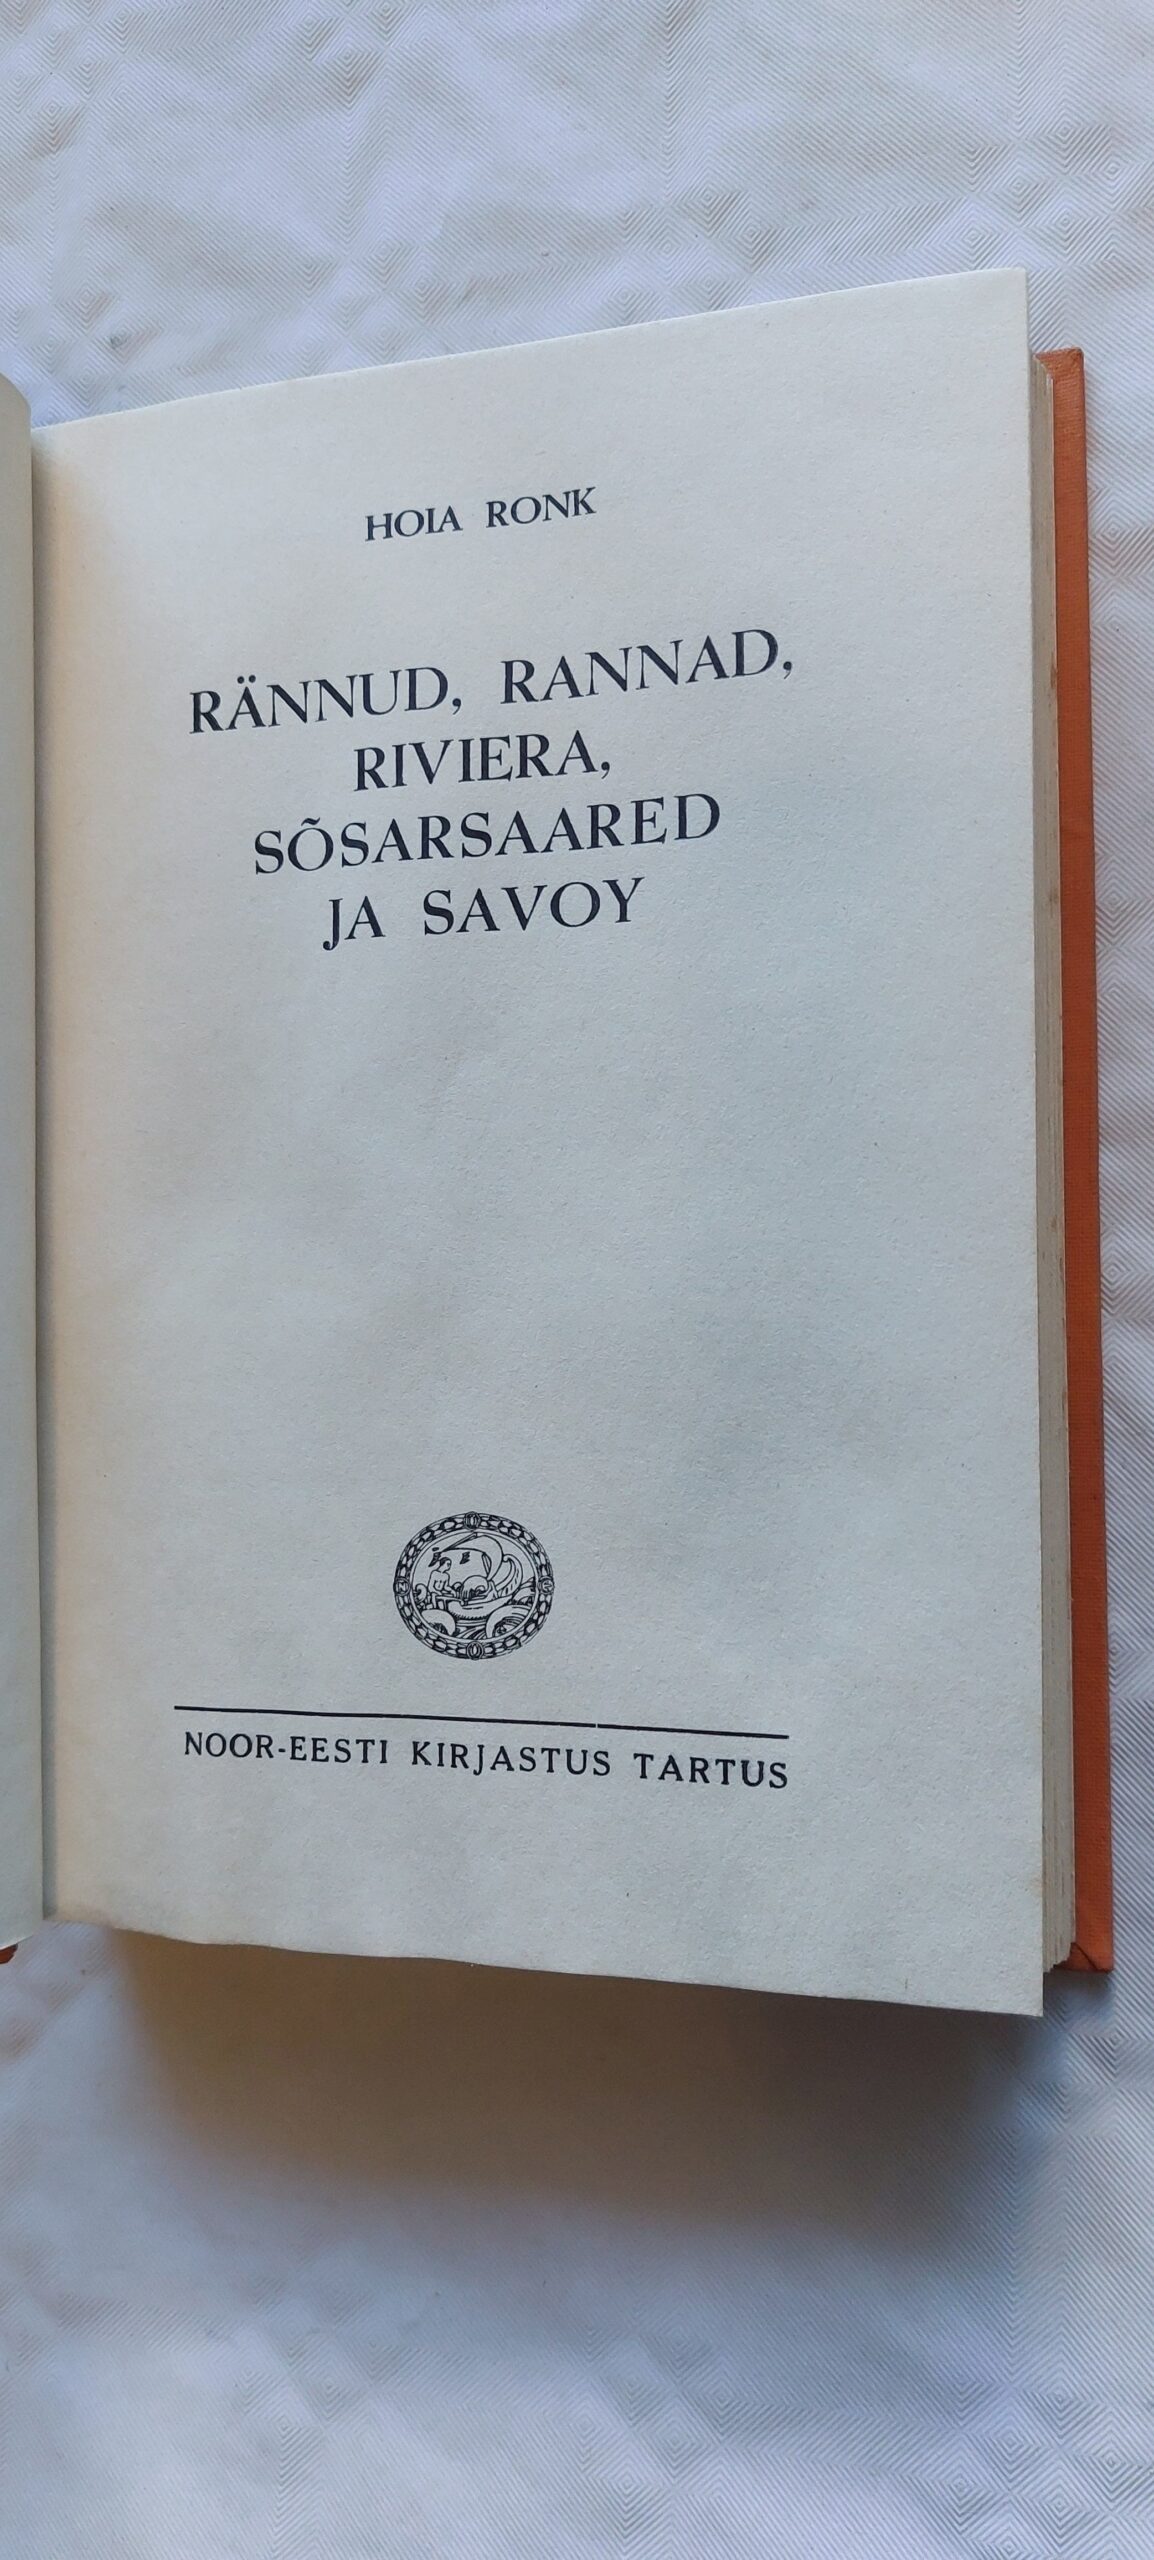 HOIA RONK
RÄNNUD, RANNAD,
RIVIERA,
SÕSARSAARED
JA SAVOY
NOOR-EESTI KIRJASTUS TARTUS